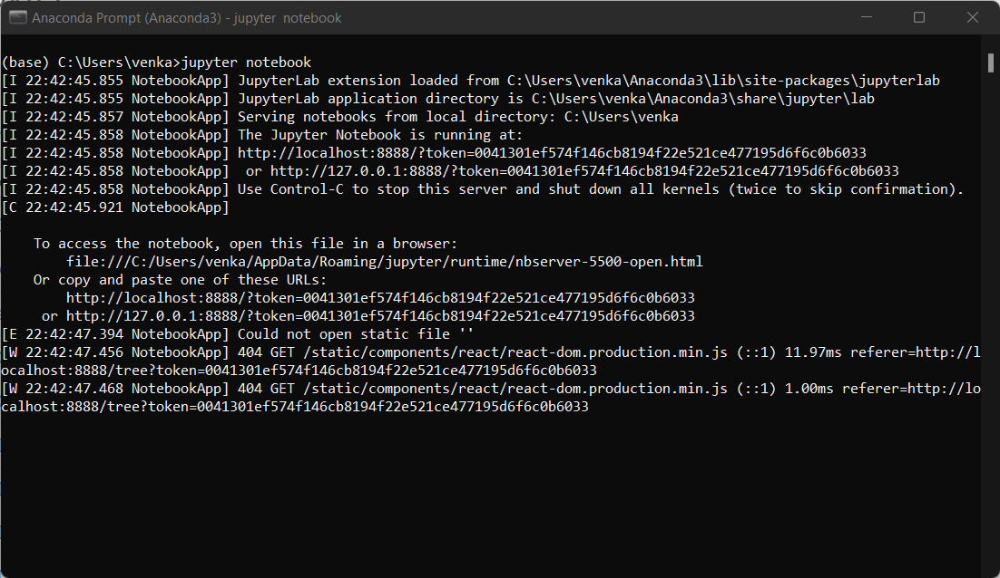 Anaconda Prompt (Anaconda3) - jupyter  notebook
(base) C:\Users\venka>jupyter notebook
[I 22:42:45.855 NotebookApp] JupyterLab extension loaded from C:\Users\venka\Anaconda3\lib\site-packages\jupyterlab
[I 22:42:45.855 NotebookApp] JupyterLab application directory is C:\Users\venka\Anaconda3\share\jupyter\lab
[I 22:42:45.857 NotebookApp] Serving notebooks from local directory: C:\Users\venka
[I 22:42:45.858 NotebookApp] The Jupyter Notebook is running at:
[I 22:42:45.858 NotebookApp] http://localhost:8888/?token=0041301ef574f146cb8194f22e521ce477195d6f6c0b6033
[I 22:42:45.858 NotebookApp]  or http://127.0.0.1:8888/?token=0041301ef574f146cb8194f22e521ce477195d6f6c0b6033
[I 22:42:45.858 NotebookApp] Use Control-C to stop this server and shut down all kernels (twice to skip confirmation).
[C 22:42:45.921 NotebookApp]
    To access the notebook, open this file in a browser:
        file:///C:/Users/venka/AppData/Roaming/jupyter/runtime/nbserver-5500-open.html
    Or copy and paste one of these URLs:
        http://localhost:8888/?token=0041301ef574f146cb8194f22e521ce477195d6f6c0b6033
     or http://127.0.0.1:8888/?token=0041301ef574f146cb8194f22e521ce477195d6f6c0b6033
[E 22:42:47.394 NotebookApp] Could not open static file ''
[W 22:42:47.456 NotebookApp] 404 GET /static/components/react/react-dom.production.min.js (::1) 11.97ms referer=http://l
ocalhost:8888/tree?token=0041301ef574f146cb8194f22e521ce477195d6f6c0b6033
[W 22:42:47.468 NotebookApp] 404 GET /static/components/react/react-dom.production.min.js (::1) 1.00ms referer=http://lo
calhost:8888/tree?token=0041301ef574f146cb8194f22e521ce477195d6f6c0b6033